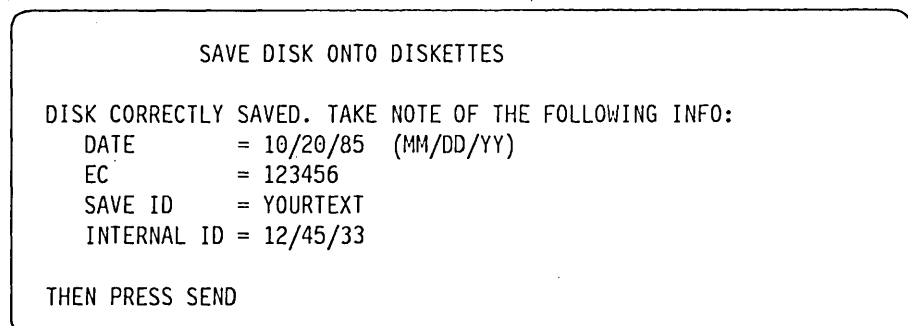 SAVE DISK ONTO DISKETTES
DISK CORRECTLY SAVED. TAKE NOTE OF THE FOLLOWING INFO:
DATE = 10/20/85 (MM/DD/YY)
EC = 123456
SAVE ID = YOURTEXT
INTERNAL ID = 12/45/33
THEN PRESS SEND